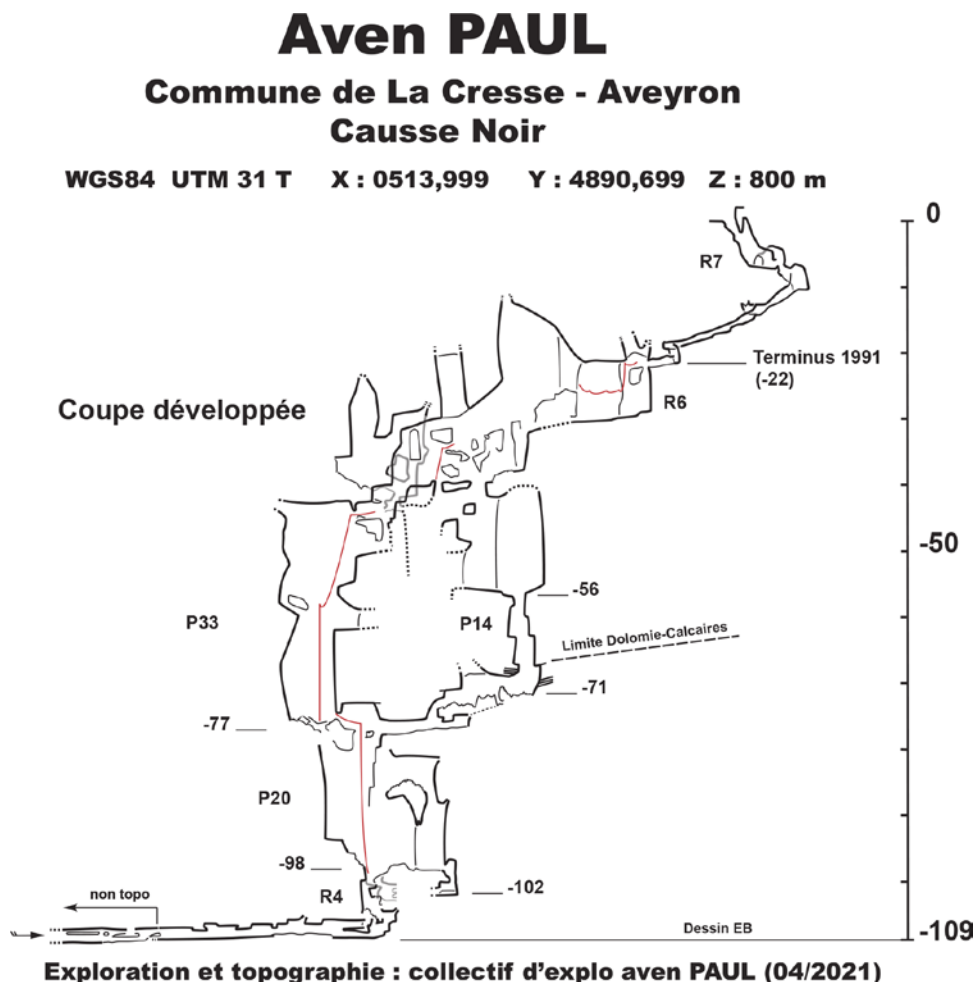 Aven PAUL
Commune de La Cresse - Aveyron
Causse Noir
WGS84 UTM 31 T X : 0513,999 Y : 4890,699 Z : 800 m
0
R7
Terminus 1991
(-22)
R6
Coupe développée
-50
-56
P33
P14
Limite Dolomie-Calcaires
-71
-77
P20
-98
-102
R4
non topo
Dessin EB
-109
Exploration et topographie : collectif d'explo aven PAUL (04/2021)